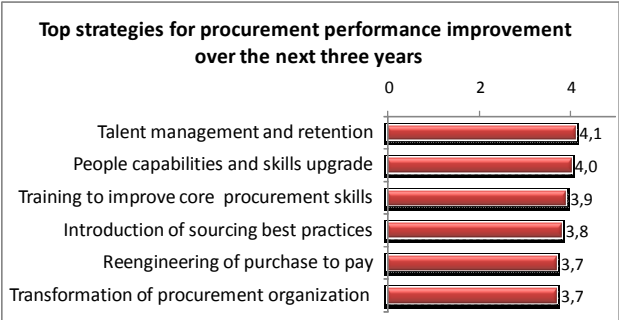 Top strategies for procurement performance improvement
over the next three years
0 2 4
Talent management and retention 4,1
People capabilities and skills upgrade 4,0
Training to improve core procurement skills 3,9
Introduction of sourcing best practices 3,8
Reengineering of purchase to pay 3,7
Transformation of procurement organization 3,7